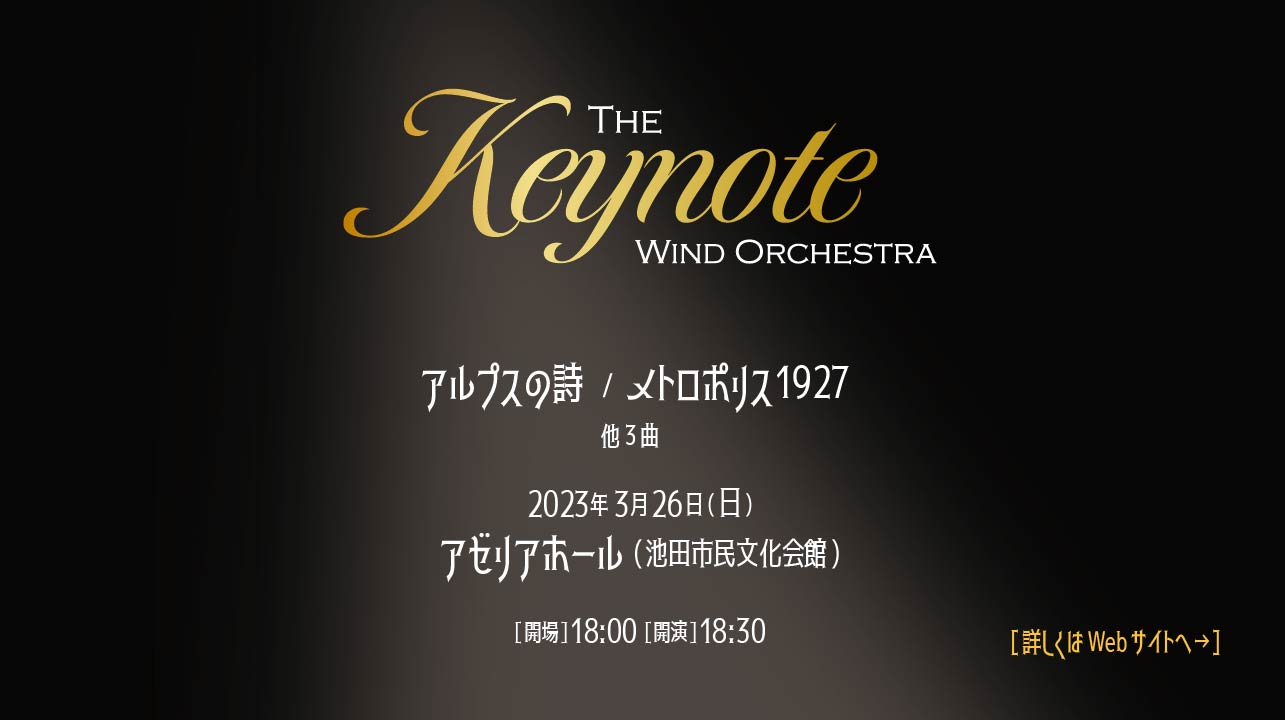 THE
Keynote
WIND ORCHESTRA
アルプスの詩 / メトロポリス1927
他3曲
2023年3月26日(日)
アゼリアホール(池田市民文化会館)
[開場]18:00 [開演]18:30
[詳しくはWebサイトへ→]